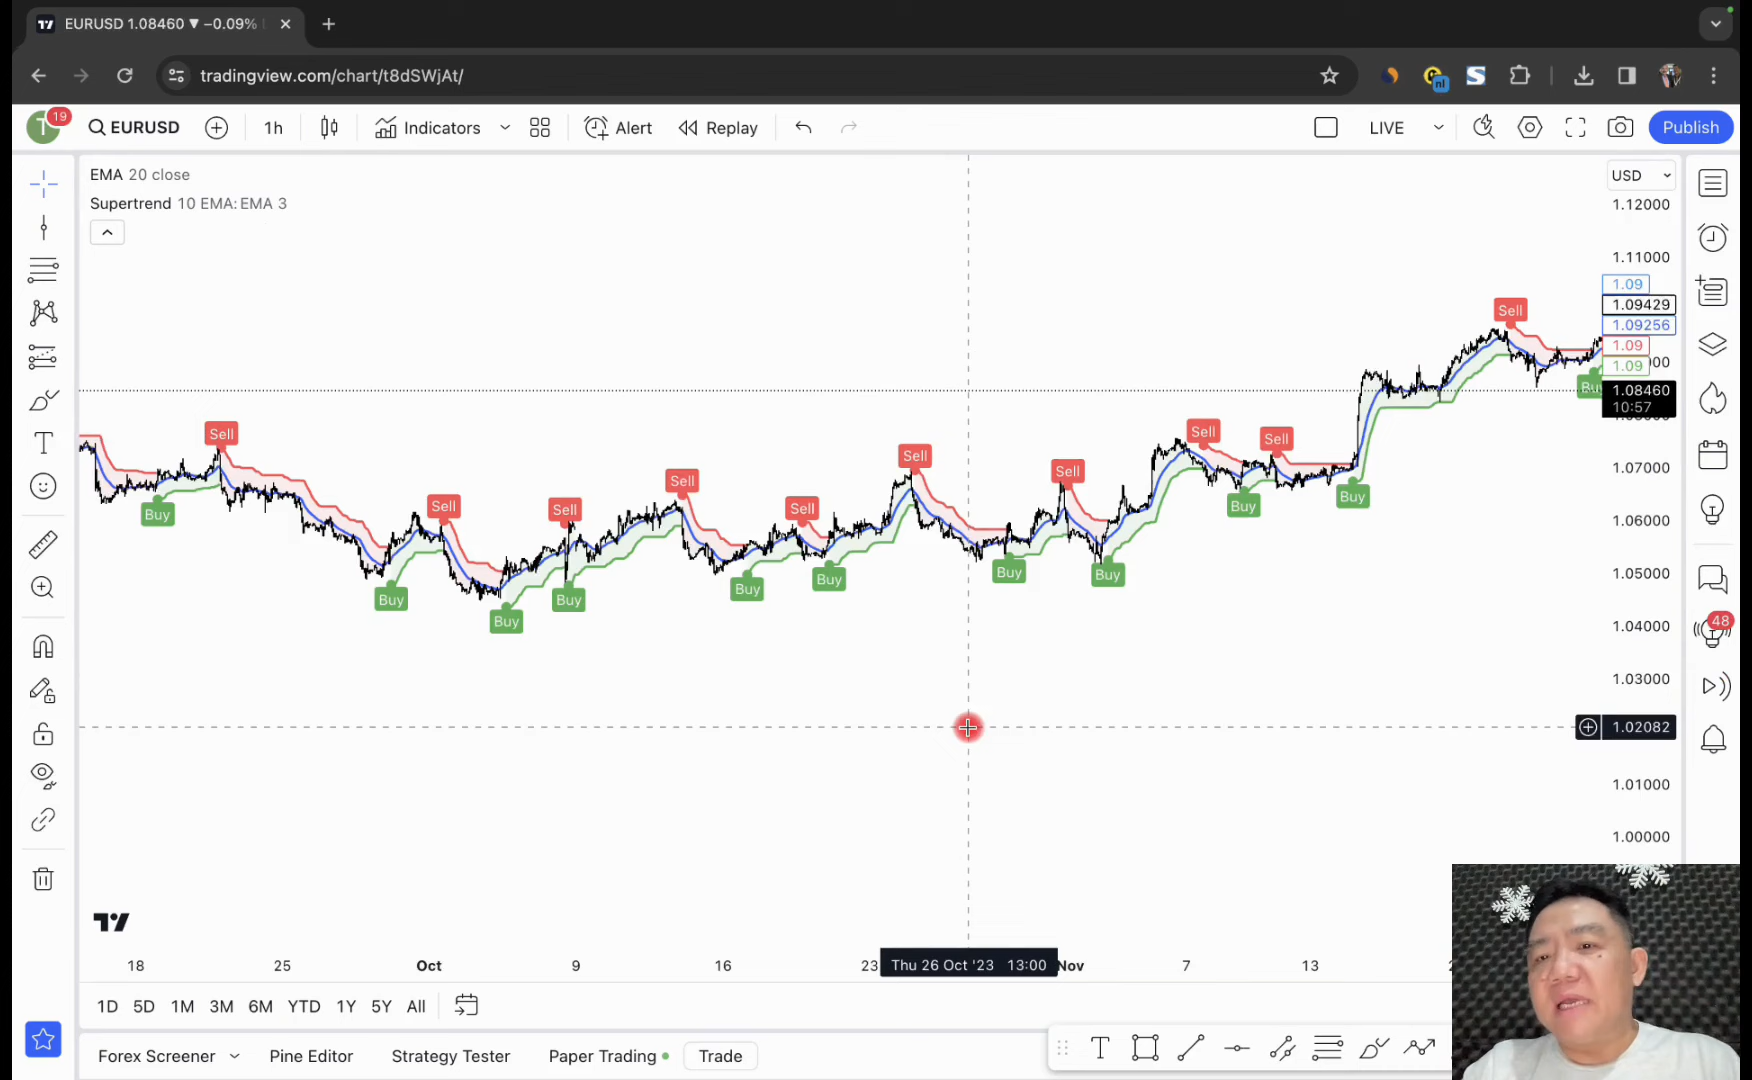 EURUSD 1.08460 ▼ −0.09%
tradingview.com/chart/t8dSWjAt/
nl
T
19
EURUSD
1h
Indicators
Alert
Replay
LIVE
Publish
EMA 20 close
Supertrend 10 EMA: EMA 3
USD
1.12000
1.11000
1.09
1.09429
1.09256
1.09
1.09
1.08460
10:57
1.07000
1.06000
1.05000
1.04000
1.03000
1.02082
1.01000
1.00000
Sell
Sell
Sell
Sell
Sell
Sell
Sell
Sell
Sell
Sell
Buy
Buy
Buy
Buy
Buy
Buy
Buy
Buy
Buy
Buy
48
18
25
Oct
9
16
23
Thu 26 Oct '23 13:00
Nov
7
13
1D
5D
1M
3M
6M
YTD
1Y
5Y
All
Forex Screener
Pine Editor
Strategy Tester
Paper Trading
Trade